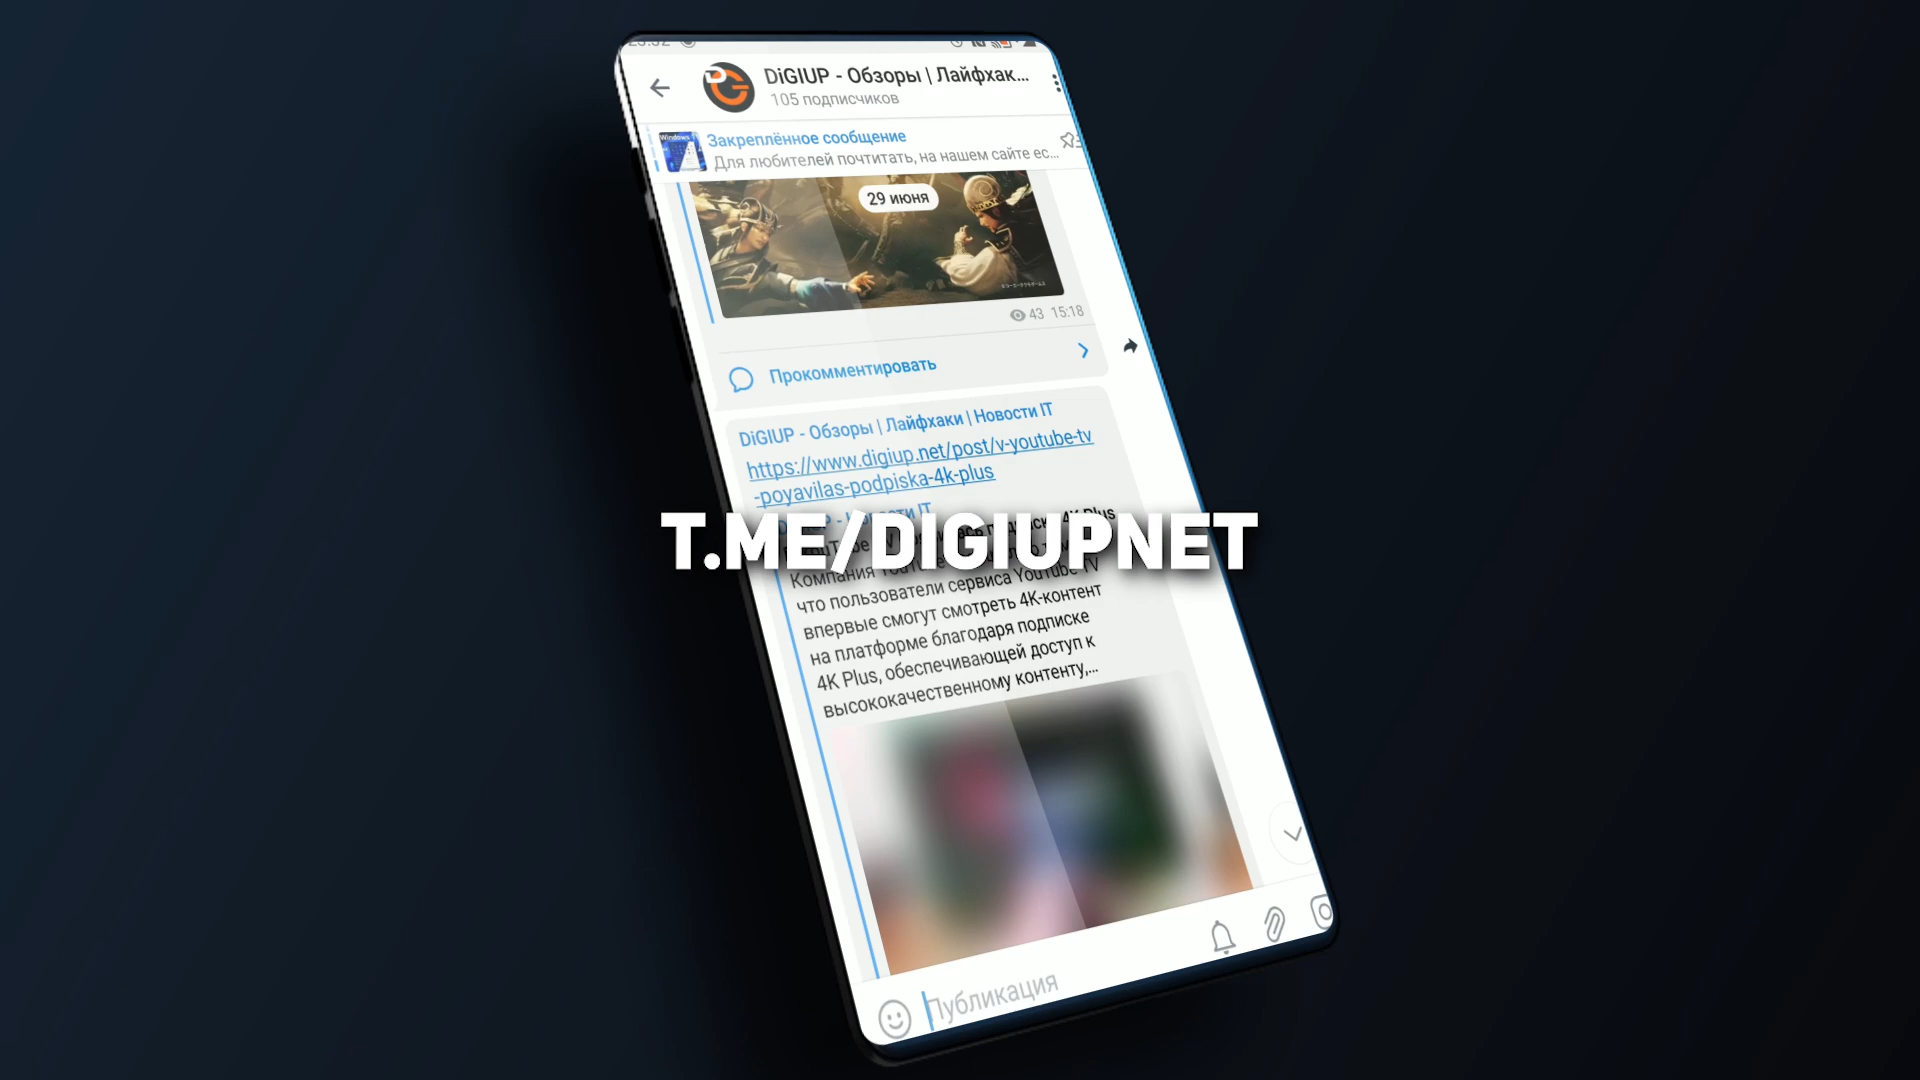 DiGIUP - Обзоры | Лайфхак...
105 подписчиков
Windows
Закреплённое сообщение
Для любителей почтитать, на нашем сайте ес...
29 июня
43 15:18
Прокомментировать
DiGIUP - Обзоры | Лайфхаки | Новости IT
https://www.digiup.net/post/v-youtube-tv
-poyavilas-podpiska-4k-plus
T.ME/DIGIUPNET
Компания YouTube
что пользователи сервиса YouTube TV
впервые смогут смотреть 4K-контент
на платформе благодаря подписке
4K Plus, обеспечивающей доступ к
высококачественному контенту,...
Публикация